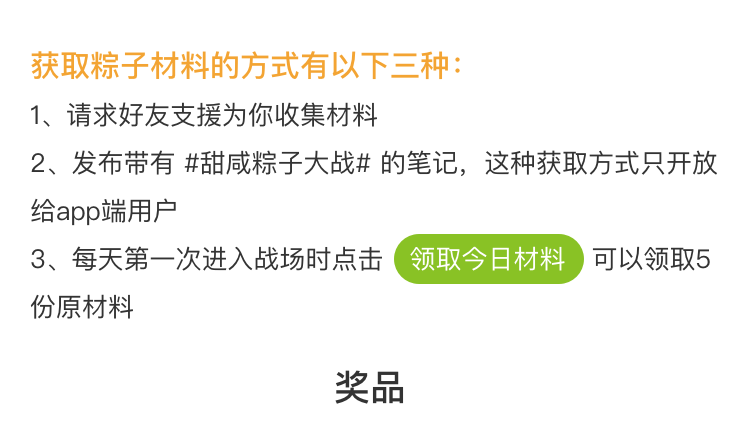 获取粽子材料的方式有以下三种：
1、请求好友支援为你收集材料
2、发布带有 #甜咸粽子大战# 的笔记，这种获取方式只开放
给app端用户
3、每天第一次进入战场时点击 领取今日材料 可以领取5
份原材料
奖品